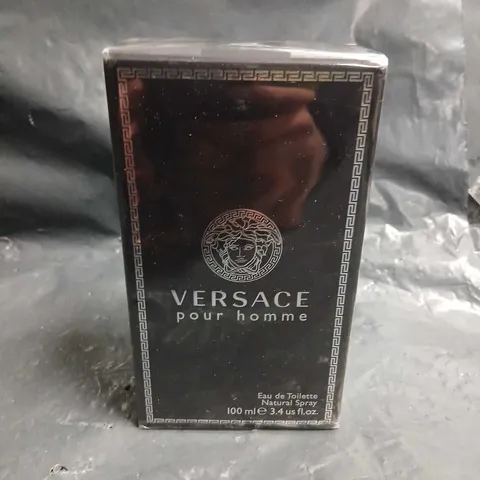 VERSACE
pour homme
Eau de Toilette
Natural Spray
100 ml ℮ 3.4 us fl.oz.